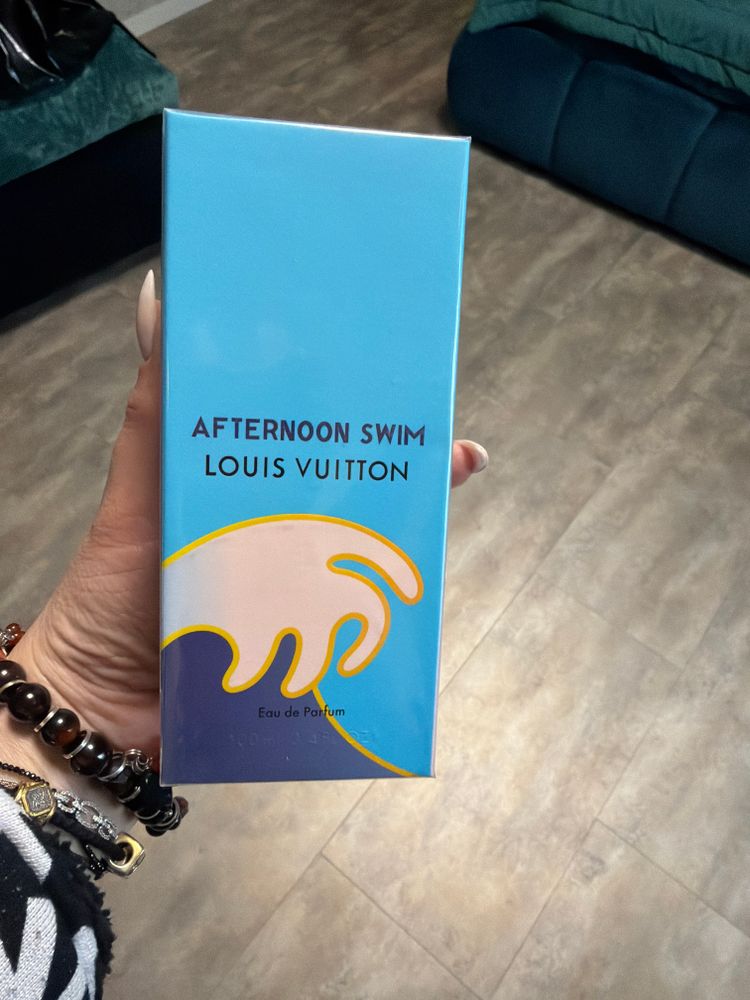 AFTERNOON SWIM
LOUIS VUITTON
Eau de Parfum